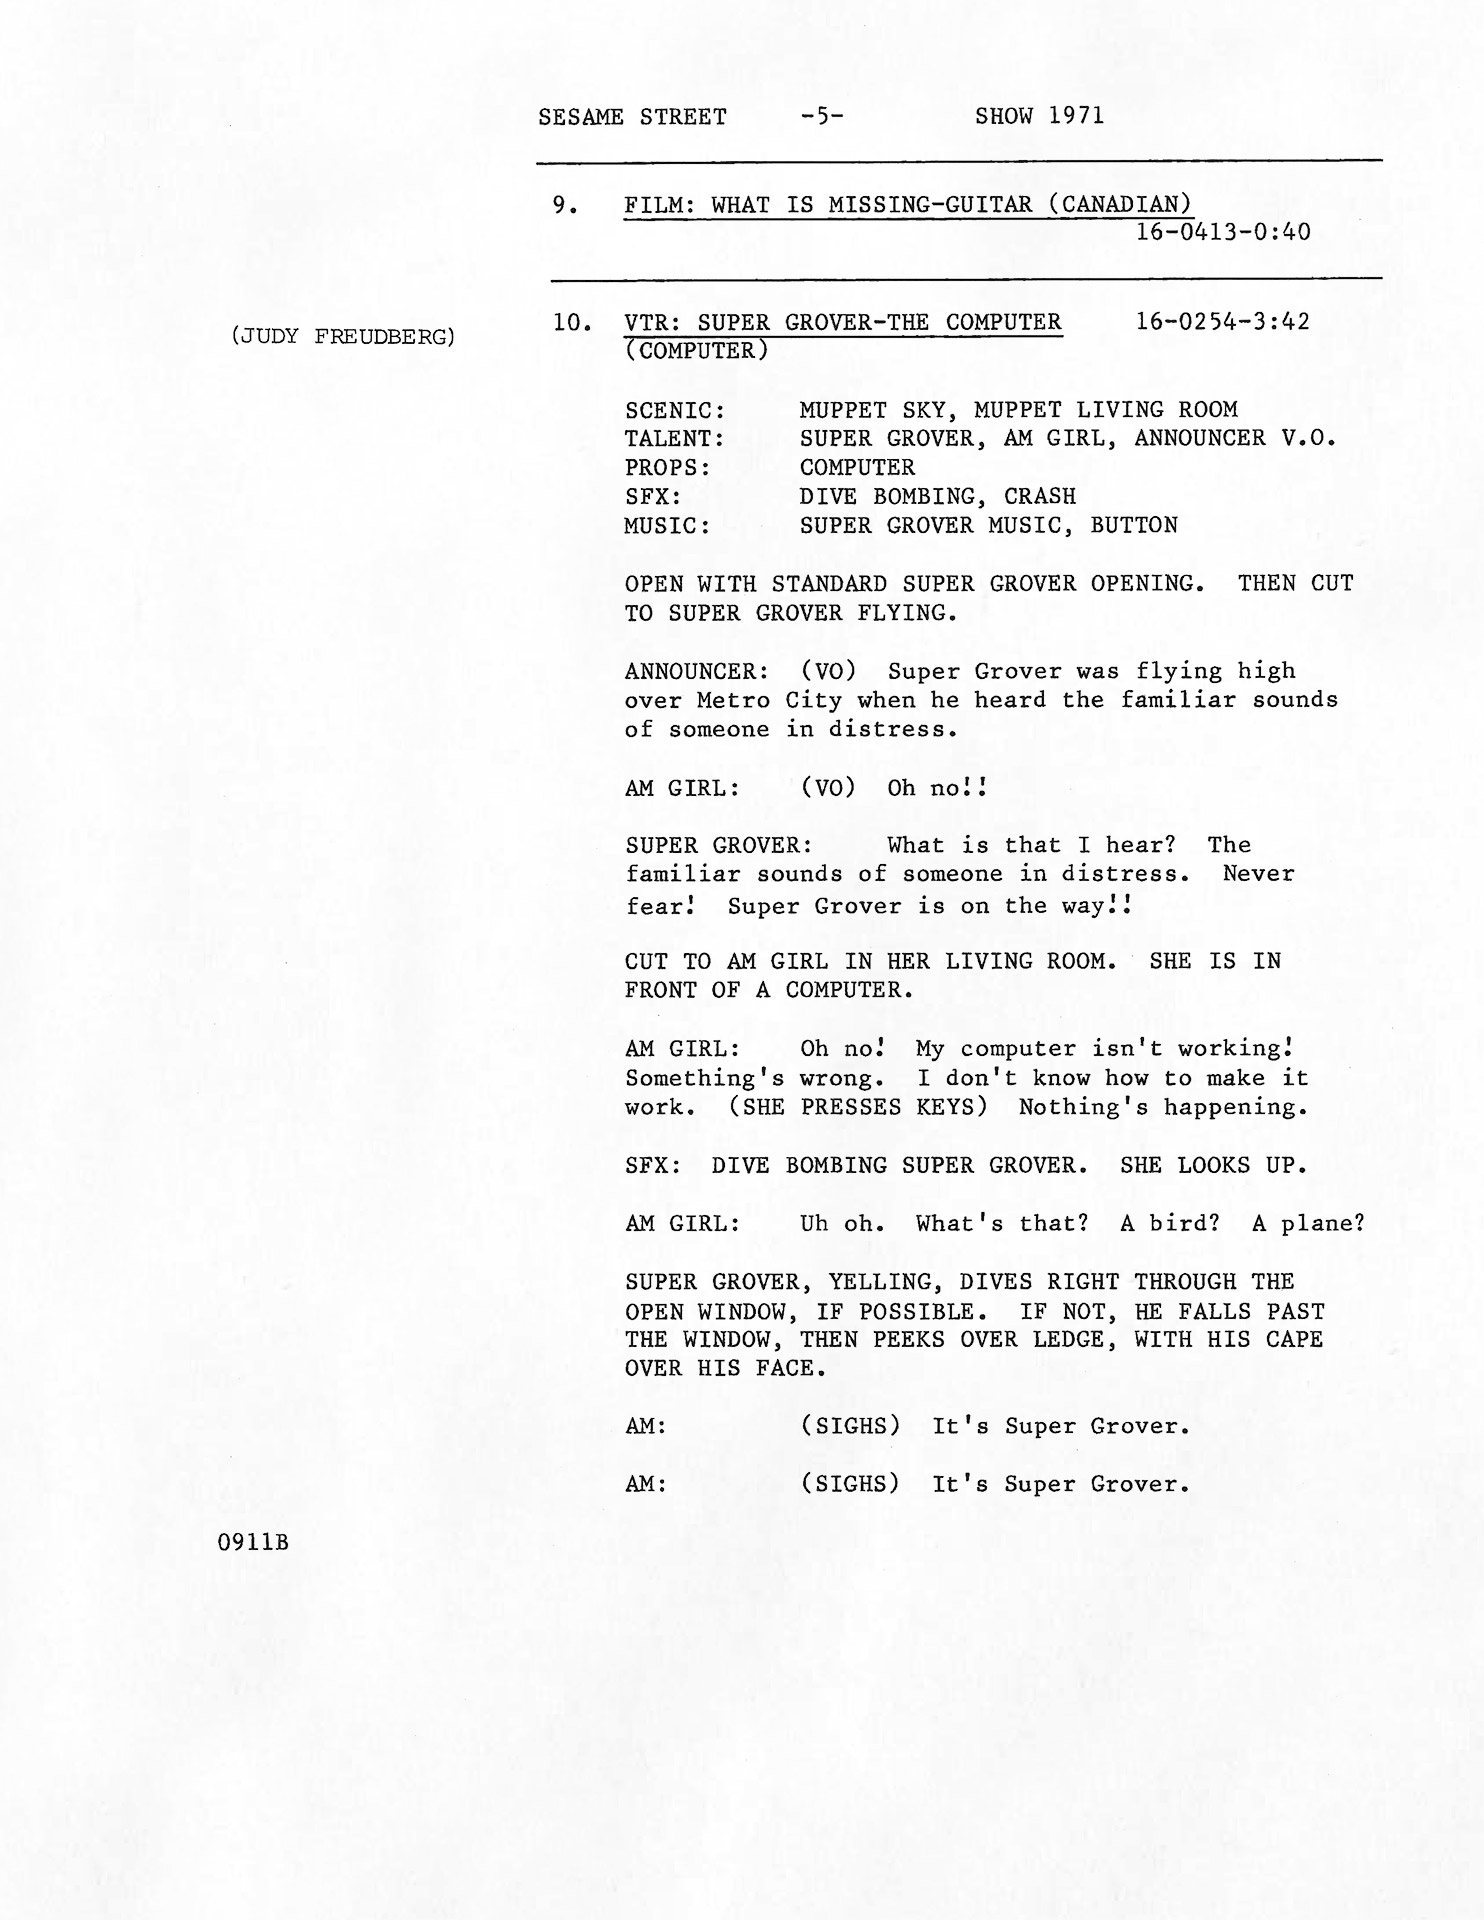 SESAME STREET -5- SHOW 1971
9. FILM: WHAT IS MISSING-GUITAR (CANADIAN)
16-0413-0:40
(JUDY FREUDBERG)
10. VTR: SUPER GROVER-THE COMPUTER 16-0254-3:42
(COMPUTER)
SCENIC: MUPPET SKY, MUPPET LIVING ROOM
TALENT: SUPER GROVER, AM GIRL, ANNOUNCER V.O.
PROPS: COMPUTER
SFX: DIVE BOMBING, CRASH
MUSIC: SUPER GROVER MUSIC, BUTTON
OPEN WITH STANDARD SUPER GROVER OPENING. THEN CUT
TO SUPER GROVER FLYING.
ANNOUNCER: (VO) Super Grover was flying high
over Metro City when he heard the familiar sounds
of someone in distress.
AM GIRL: (VO) Oh no!!
SUPER GROVER: What is that I hear? The
familiar sounds of someone in distress. Never
fear! Super Grover is on the way!!
CUT TO AM GIRL IN HER LIVING ROOM. SHE IS IN
FRONT OF A COMPUTER.
AM GIRL: Oh no! My computer isn't working!
Something's wrong. I don't know how to make it
work. (SHE PRESSES KEYS) Nothing's happening.
SFX: DIVE BOMBING SUPER GROVER. SHE LOOKS UP.
AM GIRL: Uh oh. What's that? A bird? A plane?
SUPER GROVER, YELLING, DIVES RIGHT THROUGH THE
OPEN WINDOW, IF POSSIBLE. IF NOT, HE FALLS PAST
THE WINDOW, THEN PEEKS OVER LEDGE, WITH HIS CAPE
OVER HIS FACE.
AM: (SIGHS) It's Super Grover.
AM: (SIGHS) It's Super Grover.
0911B